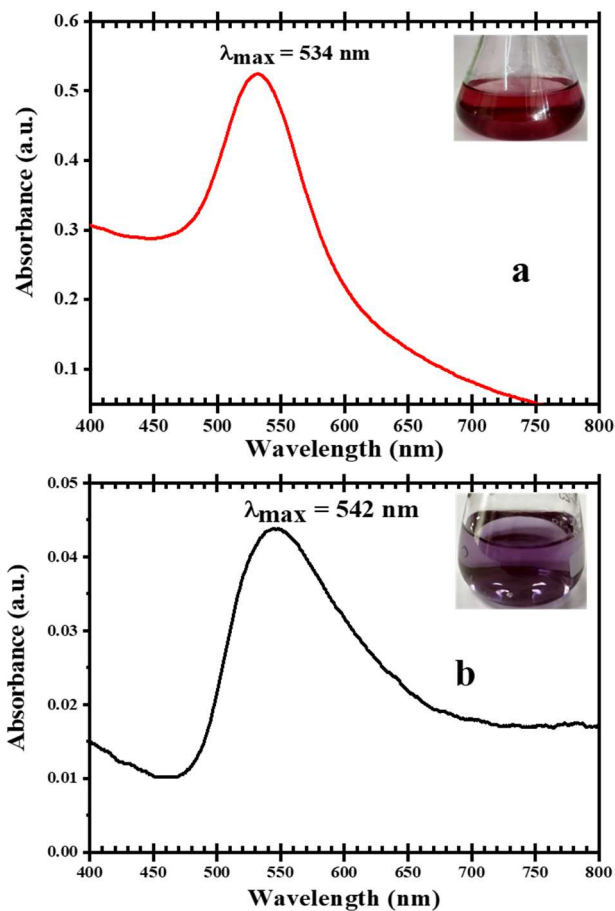 0.6
λmax = 534 nm
0.5
0.4
0.3
a
0.2
0.1
400 450 500 550 600 650 700 750 800
Wavelength (nm)
Absorbance (a.u.)
0.05
λmax = 542 nm
0.04
0.03
b
0.02
0.01
0.00
400 450 500 550 600 650 700 750 800
Wavelength (nm)
Absorbance (a.u.)